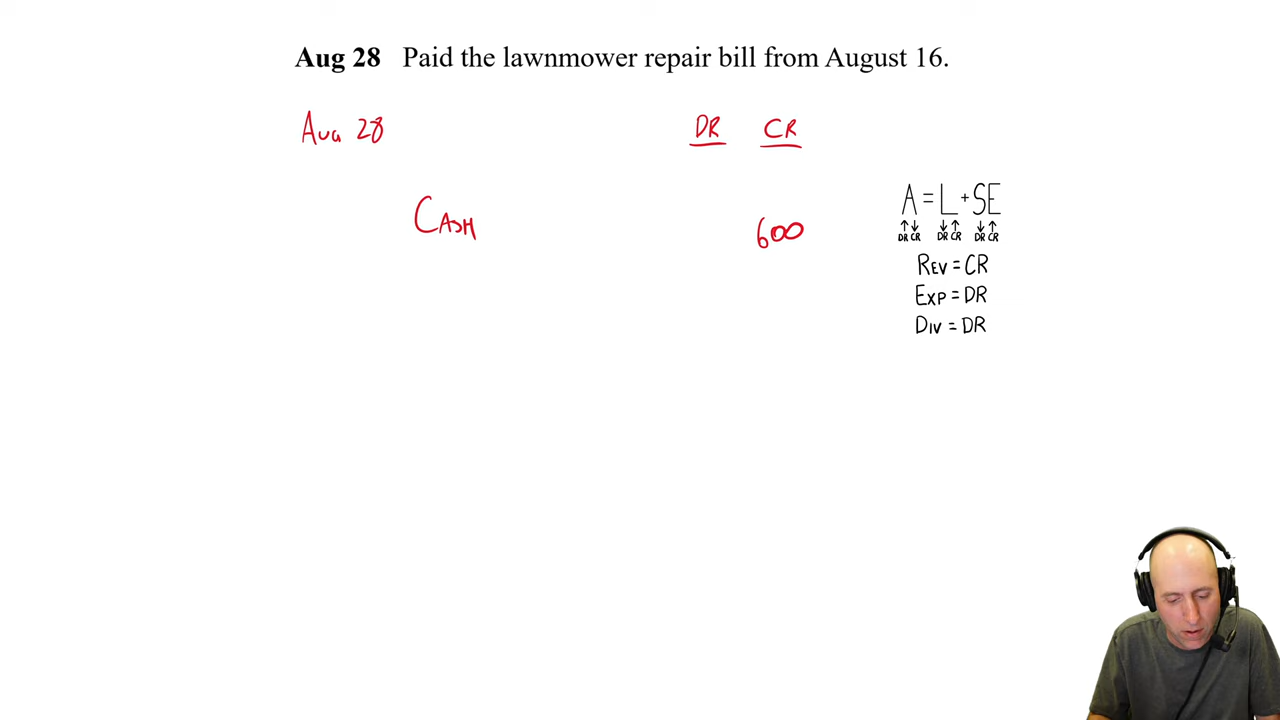 Aug 28 Paid the lawnmower repair bill from August 16.
Aug 28 DR CR
CASH 600
A = L + SE
DR CR DR CR DR CR
REV = CR
EXP = DR
DIV = DR